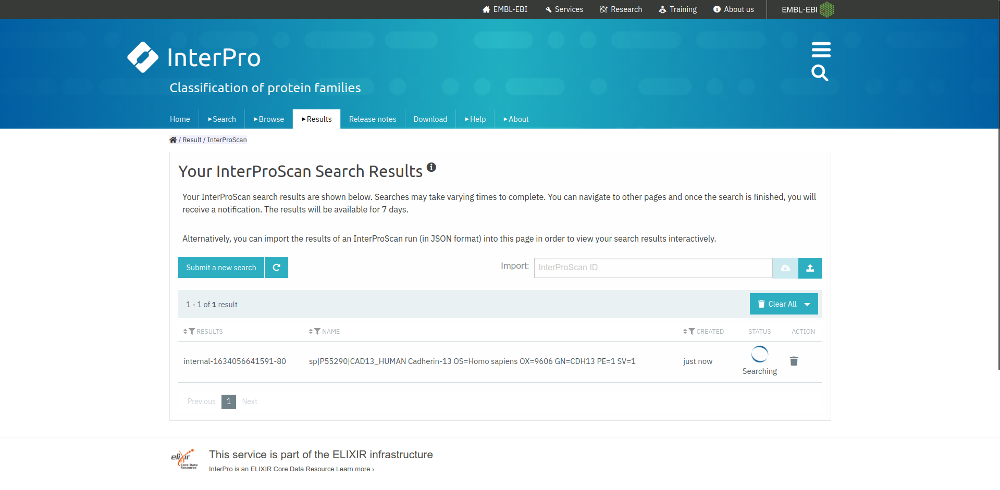 EMBL-EBI Services Research Training About us EMBL-EBI
InterPro
Classification of protein families
Home ▸Search ▸Browse ▸Results Release notes Download ▸Help ▸About
/ Result / InterProScan
Your InterProScan Search Results
Your InterProScan search results are shown below. Searches may take varying times to complete. You can navigate to other pages and once the search is finished, you will
receive a notification. The results will be available for 7 days.
Alternatively, you can import the results of an InterProScan run (in JSON format) into this page in order to view your search results interactively.
Submit a new search Import: InterProScan ID
1 - 1 of 1 result Clear All
RESULTS NAME CREATED STATUS ACTION
internal-1634056641591-80 sp|P55290|CAD13_HUMAN Cadherin-13 OS=Homo sapiens OX=9606 GN=CDH13 PE=1 SV=1 just now
Searching
Previous 1 Next
elixir
Core Data
Resource
This service is part of the ELIXIR infrastructure
InterPro is an ELIXIR Core Data Resource Learn more ›